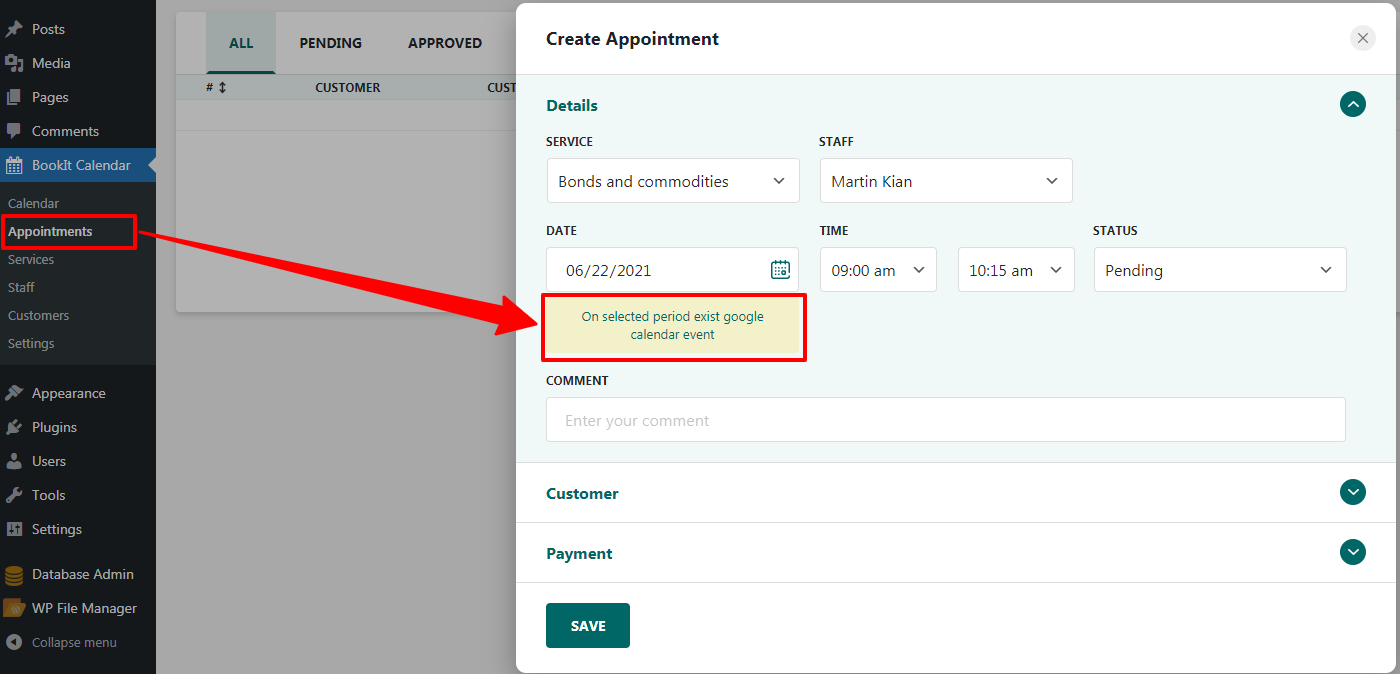 Posts
Media
Pages
Comments
BookIt Calendar
Calendar
Appointments
Services
Staff
Customers
Settings
Appearance
Plugins
Users
Tools
Settings
Database Admin
WP File Manager
Collapse menu
ALL PENDING APPROVED
# CUSTOMER CUST
Create Appointment
Details
SERVICE STAFF
Bonds and commodities Martin Kian
DATE TIME STATUS
06/22/2021 09:00 am 10:15 am Pending
On selected period exist google
calendar event
COMMENT
Enter your comment
Customer
Payment
SAVE